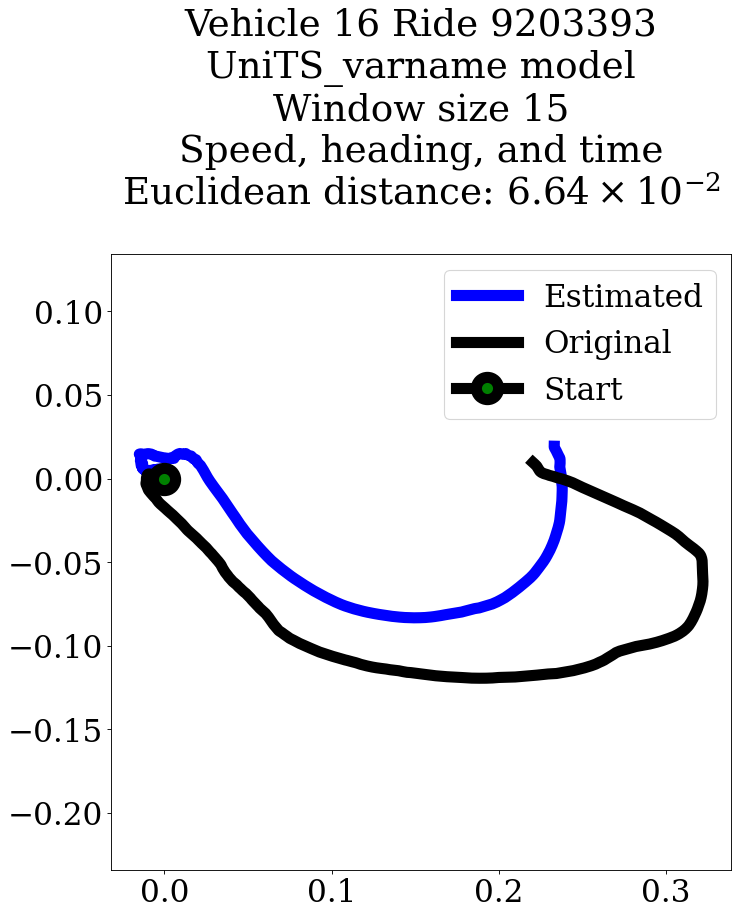 Vehicle 16 Ride 9203393
UniTS_varname model
Window size 15
Speed, heading, and time
Euclidean distance: 6.64 × 10⁻²
Estimated
Original
Start
0.10
0.05
0.00
−0.05
−0.10
−0.15
−0.20
0.0 0.1 0.2 0.3